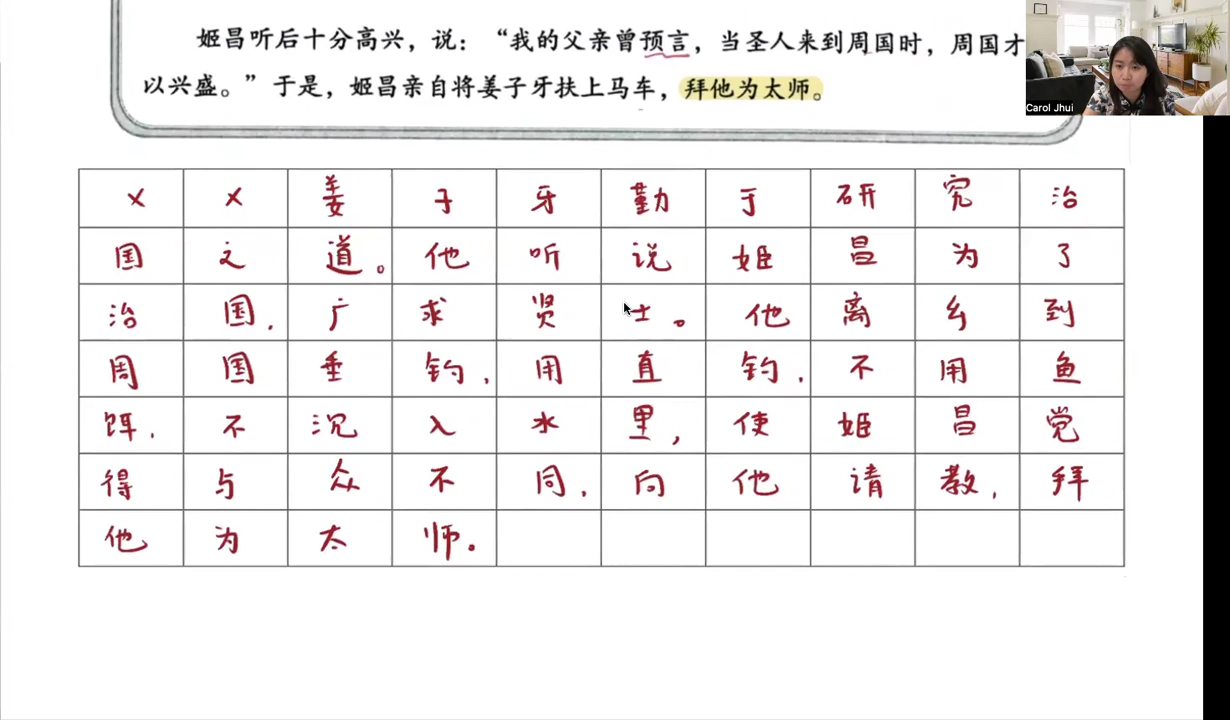 姬昌听后十分高兴，说：“我的父亲曾预言，当圣人来到周国时，周国才
以兴盛。”于是，姬昌亲自将姜子牙扶上马车，拜他为太师。
Carol Jhui
× × 姜子牙勤于研究治
国之道。他听说姬昌为了
治国，广求贤士。他离乡到
周国垂钓，用直钓，不用鱼
饵，不沉入水里，使姬昌觉
得与众不同，向他请教，拜
他为太师。